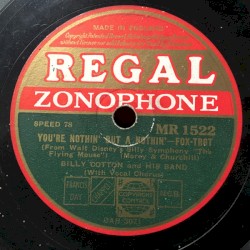 MADE IN ENGLAND
REGAL
ZONOPHONE
SPEED 78
MR 1522
YOU'RE NOTHIN' BUT A NOTHIN'—FOX-TROT
(From Walt Disney's Silly Symphony "The
Flying Mouse") (Morey & Churchill)
BILLY COTTON AND HIS BAND
(With Vocal Chorus)